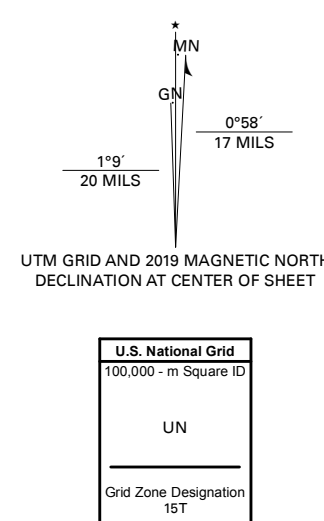 ★
MN
GN
0°58´
17 MILS
1°9´
20 MILS
UTM GRID AND 2019 MAGNETIC NORTH
DECLINATION AT CENTER OF SHEET
U.S. National Grid
100,000 - m Square ID
UN
Grid Zone Designation
15T